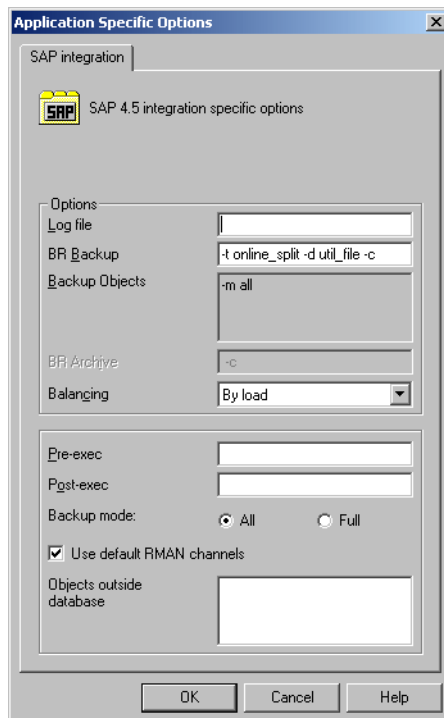 Application Specific Options
SAP integration
SAP
SAP 4.5 integration specific options
Options
Log file
BR Backup
-t online_split -d util_file -c
Backup Objects
-m all
BR Archive
-c
Balancing
By load
Pre-exec
Post-exec
Backup mode:
All
Full
Use default RMAN channels
Objects outside
database
OK
Cancel
Help